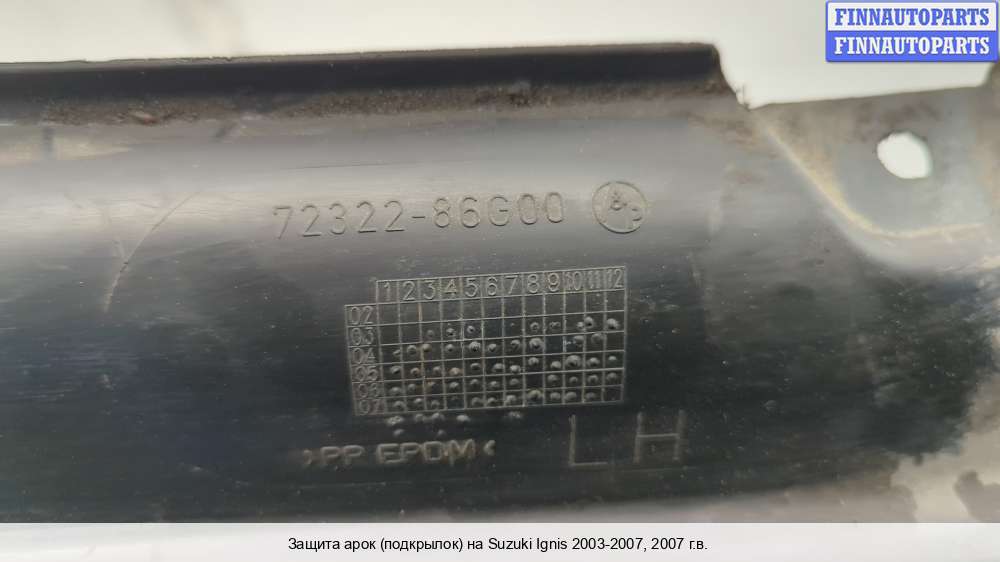 FINNAUTOPARTS
FINNAUTOPARTS
72322-86G00
1 2 3 4 5 6 7 8 9 10 11 12
02
03
04
05
07
>PP EPDM<
LH
Защита арок (подкрылок) на Suzuki Ignis 2003-2007, 2007 г.в.